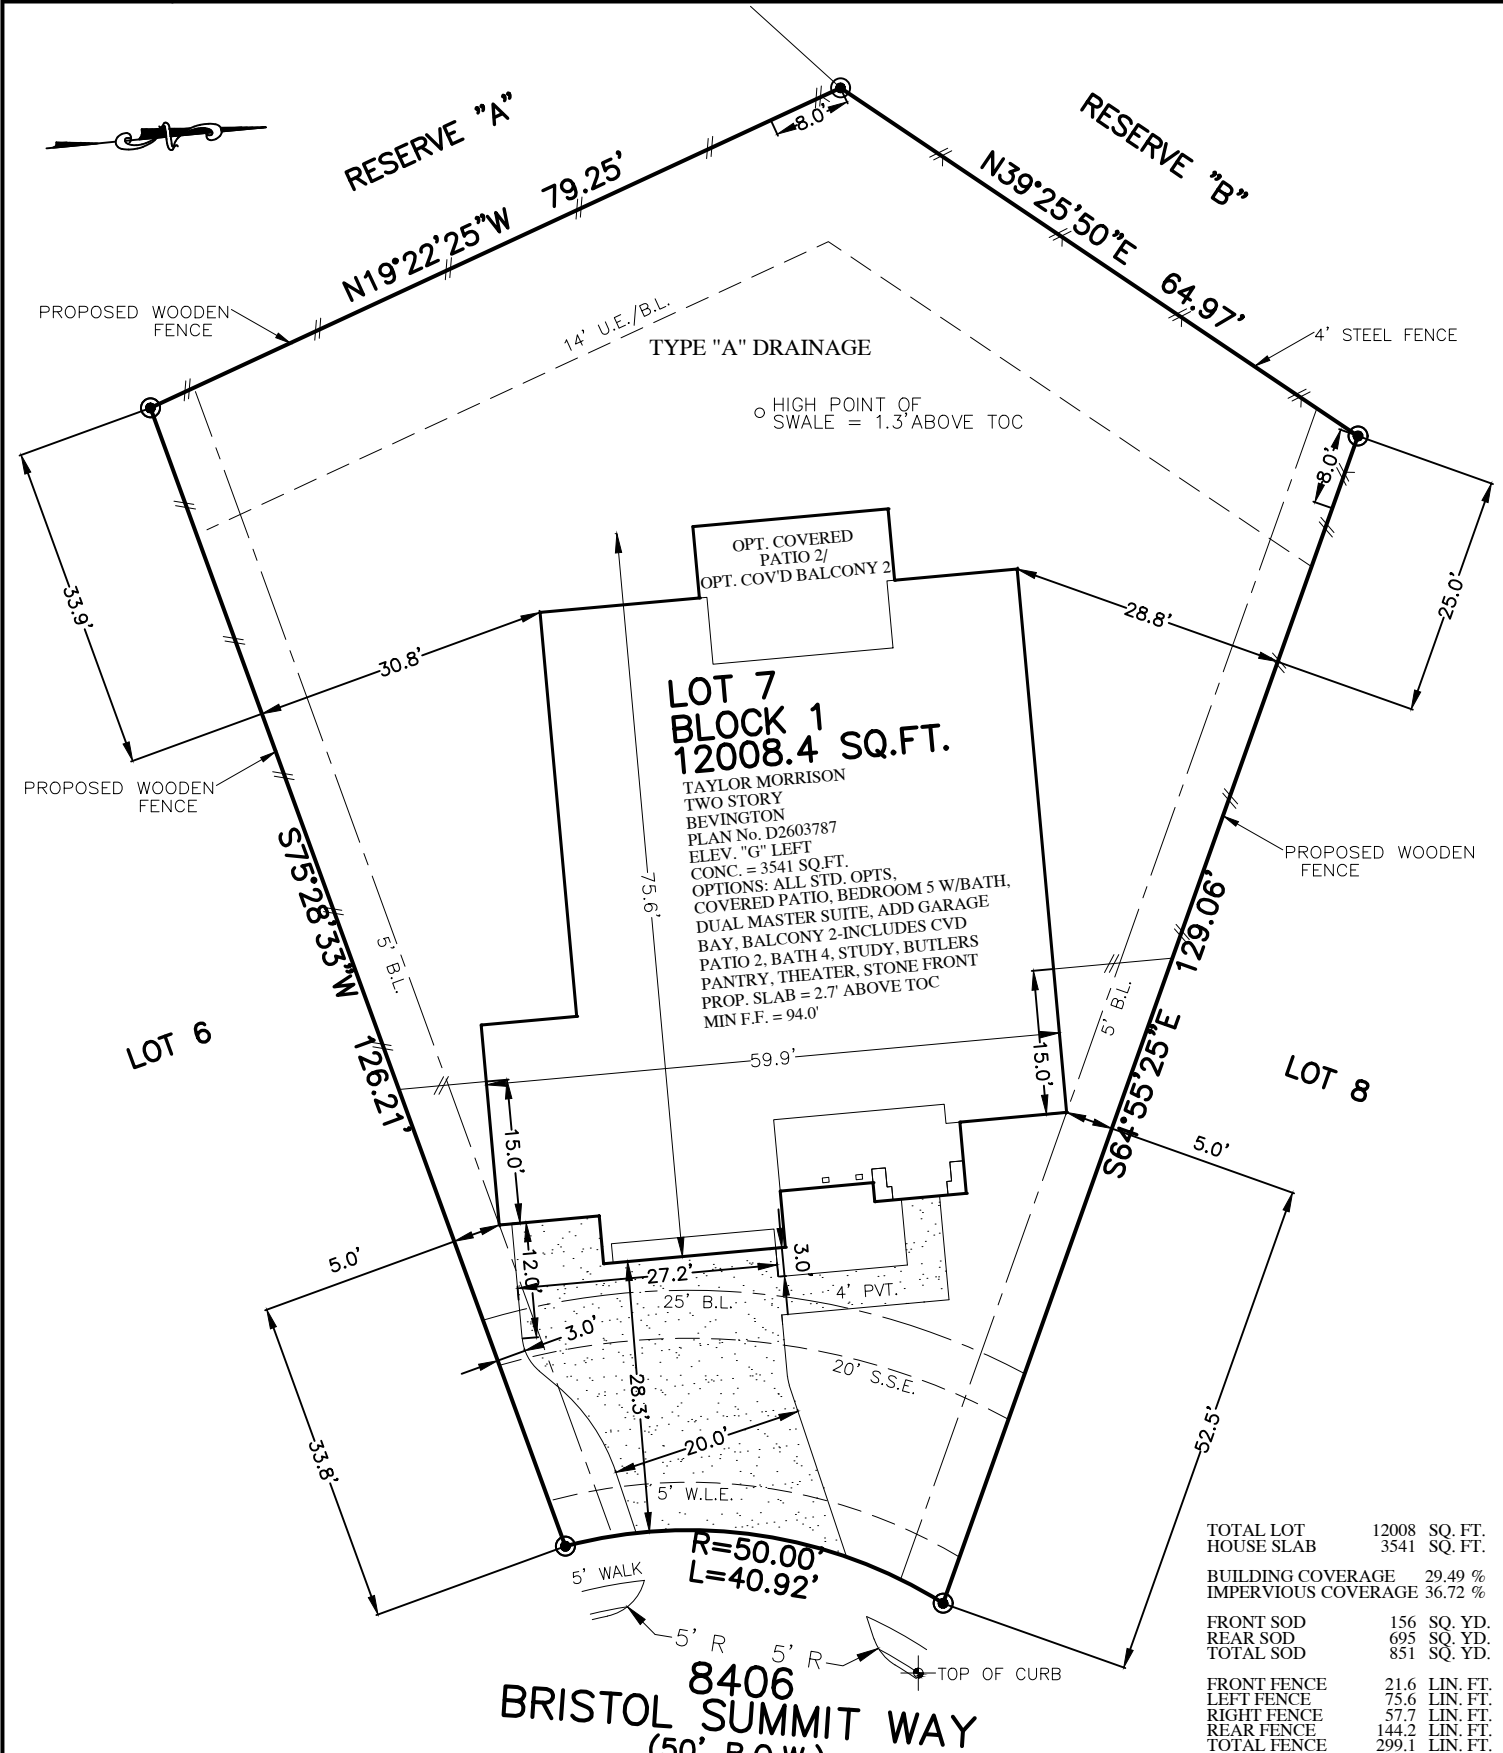 RESERVE "A"
RESERVE "B"
8.0'
N19°22'25"W 79.25'
N39°25'50"E 64.97'
PROPOSED WOODEN
FENCE
14' U.E./B.L.
TYPE "A" DRAINAGE
4' STEEL FENCE
HIGH POINT OF
SWALE = 1.3'ABOVE TOC
8.0'
OPT. COVERED
PATIO 2/
OPT. COV'D BALCONY 2
33.9'
30.8'
28.8'
25.0'
LOT 7
BLOCK 1
12008.4 SQ.FT.
TAYLOR MORRISON
TWO STORY
BEVINGTON
PLAN No. D2603787
ELEV. "G" LEFT
CONC. = 3541 SQ.FT.
OPTIONS: ALL STD. OPTS,
COVERED PATIO, BEDROOM 5 W/BATH,
DUAL MASTER SUITE, ADD GARAGE
BAY, BALCONY 2-INCLUDES CVD
PATIO 2, BATH 4, STUDY, BUTLERS
PANTRY, THEATER, STONE FRONT
PROP. SLAB = 2.7' ABOVE TOC
MIN F.F. = 94.0'
PROPOSED WOODEN
FENCE
PROPOSED WOODEN
FENCE
75.6'
S75°28'33"W 126.21'
5' B.L.
S64°55'25"E 129.06'
5' B.L.
LOT 6
LOT 8
59.9'
15.0'
15.0'
5.0'
5.0'
12.0'
27.2'
3.0'
25' B.L.
4' PVT.
3.0'
20' S.S.E.
28.3'
20.0'
33.8'
52.5'
5' W.L.E.
R=50.00'
L=40.92'
5' WALK
5' R
5' R
TOP OF CURB
8406
BRISTOL SUMMIT WAY
(50' R.O.W.)
TOTAL LOT 12008 SQ. FT.
HOUSE SLAB 3541 SQ. FT.
BUILDING COVERAGE 29.49 %
IMPERVIOUS COVERAGE 36.72 %
FRONT SOD 156 SQ. YD.
REAR SOD 695 SQ. YD.
TOTAL SOD 851 SQ. YD.
FRONT FENCE 21.6 LIN. FT.
LEFT FENCE 75.6 LIN. FT.
RIGHT FENCE 57.7 LIN. FT.
REAR FENCE 144.2 LIN. FT.
TOTAL FENCE 299.1 LIN. FT.